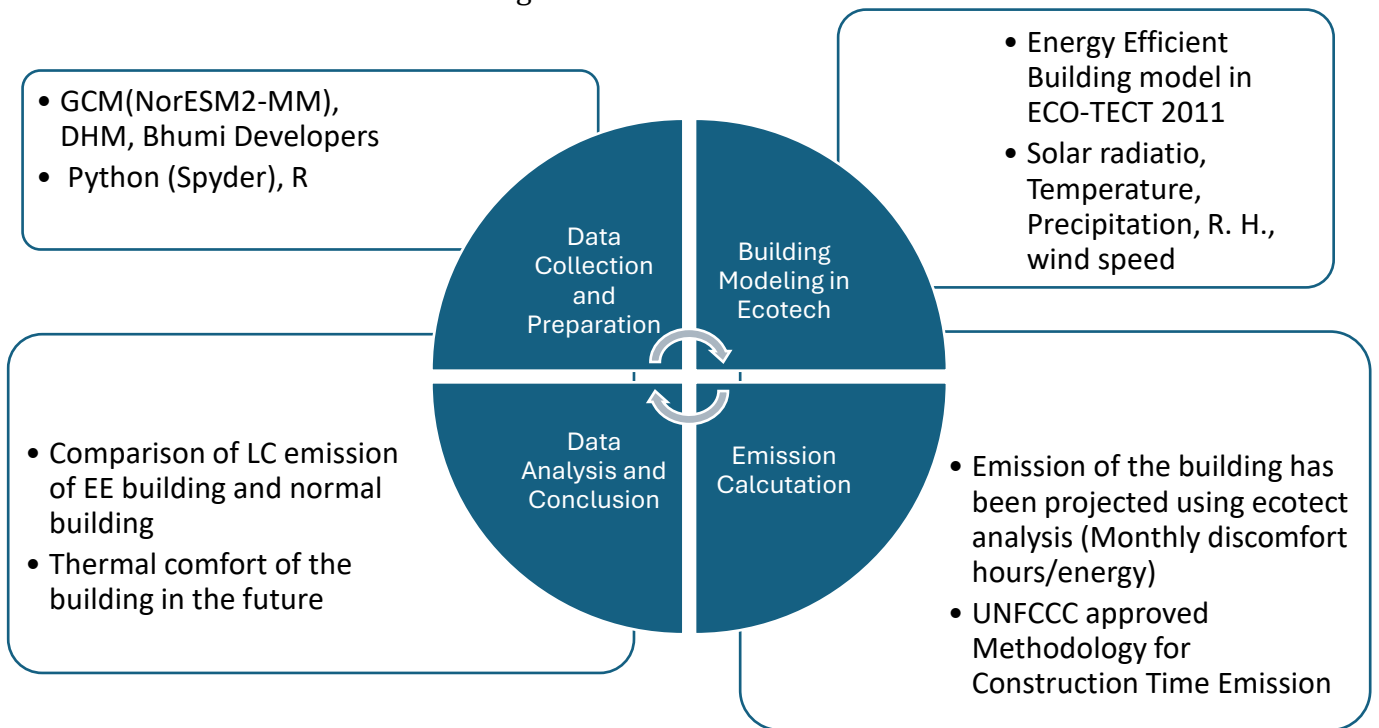 • GCM(NorESM2-MM),
DHM, Bhumi Developers
• Python (Spyder), R
• Energy Efficient
Building model in
ECO-TECT 2011
• Solar radiatio,
Temperature,
Precipitation, R. H.,
wind speed
Data
Collection
and
Preparation
Building
Modeling in
Ecotech
Data
Analysis and
Conclusion
Emission
Calcutation
• Comparison of LC emission
of EE building and normal
building
• Thermal comfort of the
building in the future
• Emission of the building has
been projected using ecotect
analysis (Monthly discomfort
hours/energy)
• UNFCCC approved
Methodology for
Construction Time Emission